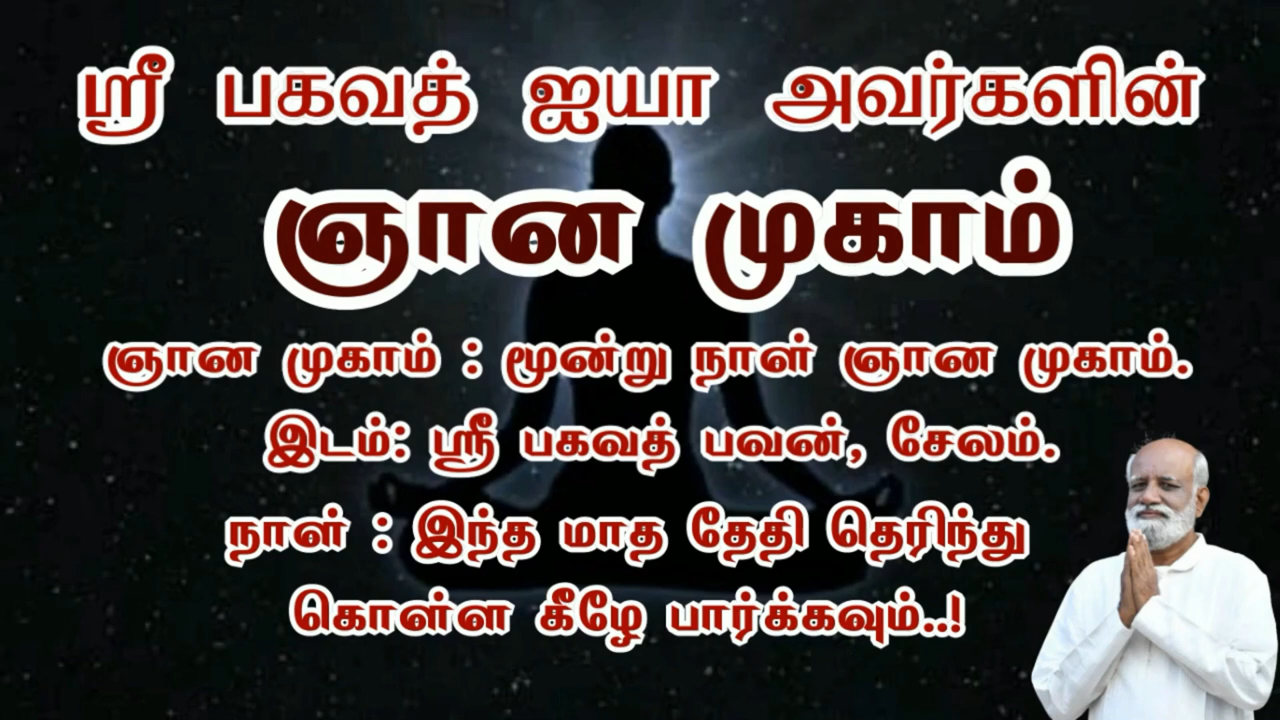 ஸ்ரீ பகவத் ஐயா அவர்களின்
ஞான முகாம்
ஞான முகாம் : மூன்று நாள் ஞான முகாம்.
இடம்: ஸ்ரீ பகவத் பவன், சேலம்.
நாள் : இந்த மாத தேதி தெரிந்து
கொள்ள கீழே பார்க்கவும்..!